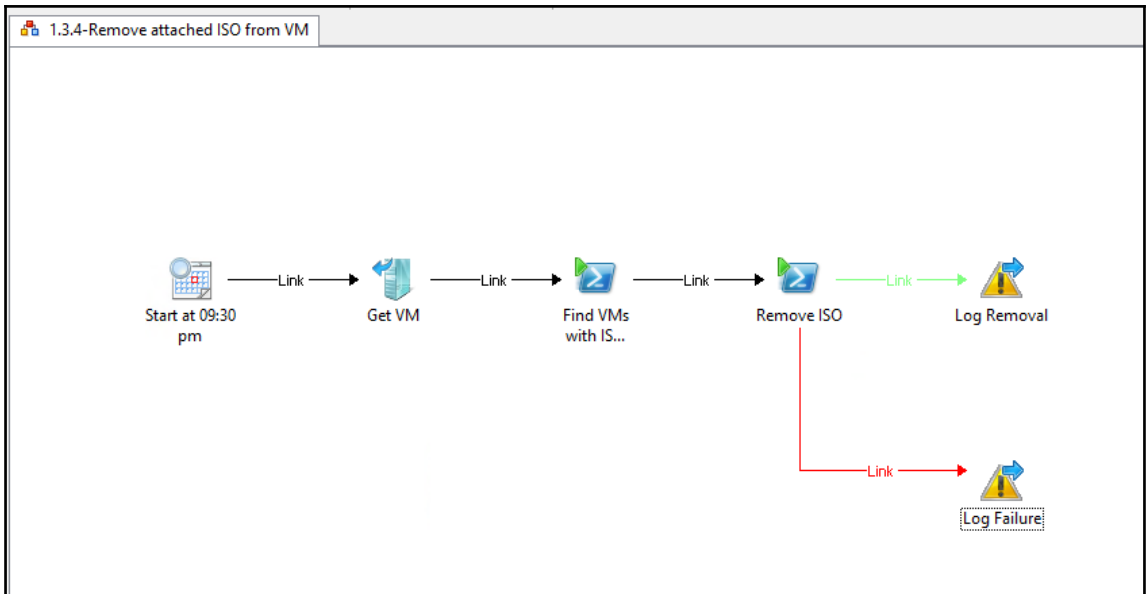 1.3.4-Remove attached ISO from VM
Link
Link
Link
Link
Start at 09:30
pm
Get VM
Find VMs
with IS...
Remove ISO
Log Removal
Link
Log Failure